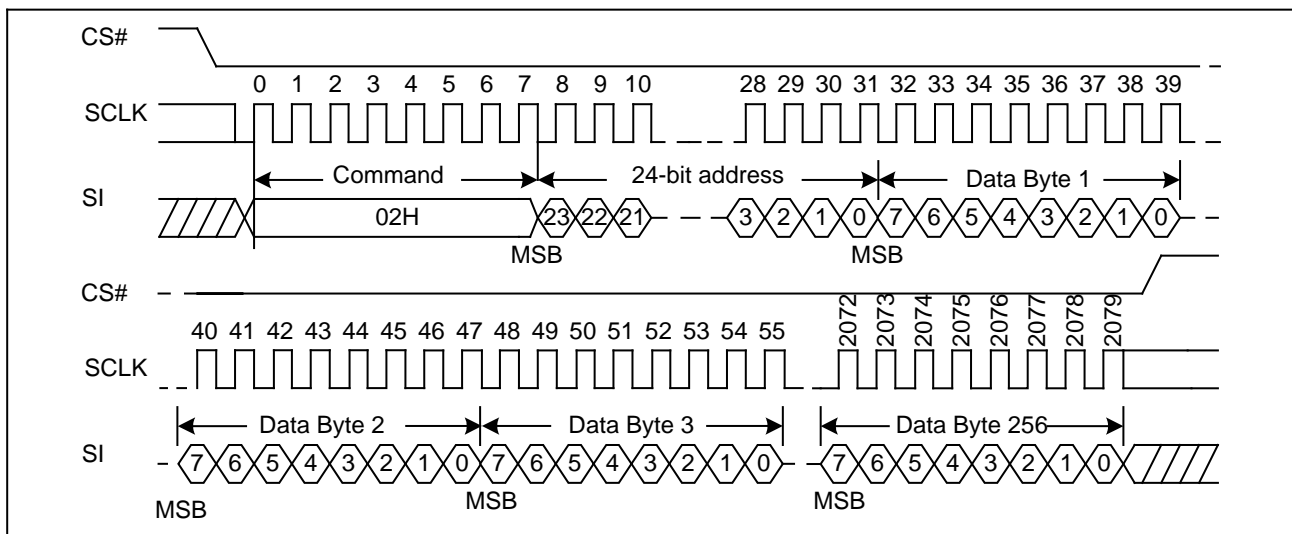 CS#
0 1 2 3 4 5 6 7 8 9 10 28 29 30 31 32 33 34 35 36 37 38 39
SCLK
Command 24-bit address Data Byte 1
SI
02H 23 22 21 3 2 1 0 7 6 5 4 3 2 1 0
MSB MSB
CS#
40 41 42 43 44 45 46 47 48 49 50 51 52 53 54 55 2072 2073 2074 2075 2076 2077 2078 2079
SCLK
Data Byte 2 Data Byte 3 Data Byte 256
SI
7 6 5 4 3 2 1 0 7 6 5 4 3 2 1 0 7 6 5 4 3 2 1 0
MSB MSB MSB